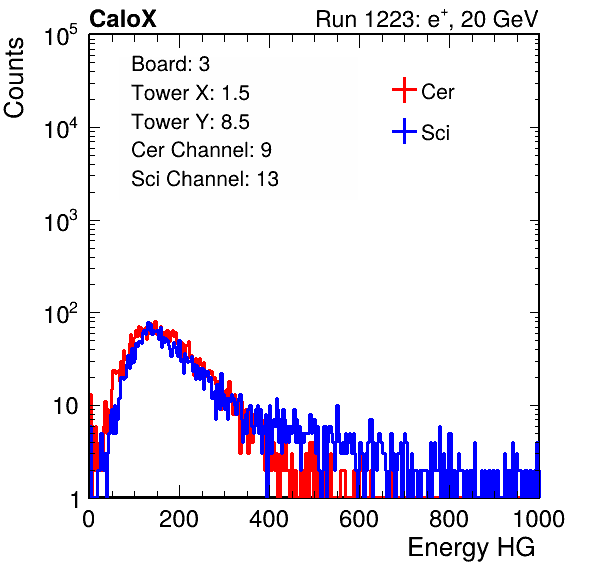 CaloX Run 1223: e⁺, 20 GeV
Counts
10⁵
10⁴
10³
10²
10
1
Board: 3
Tower X: 1.5
Tower Y: 8.5
Cer Channel: 9
Sci Channel: 13
Cer
Sci
0 200 400 600 800 1000
Energy HG